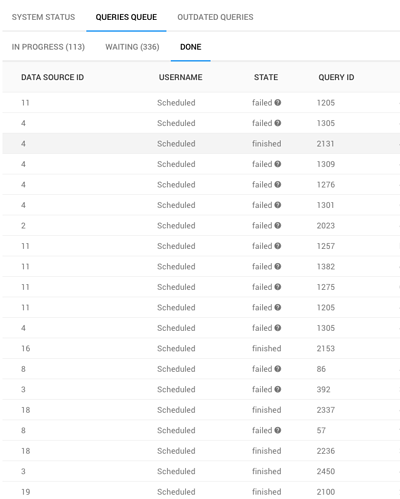 SYSTEM STATUS QUERIES QUEUE OUTDATED QUERIES
IN PROGRESS (113) WAITING (336) DONE
DATA SOURCE ID USERNAME STATE QUERY ID
11 Scheduled failed 1205
4 Scheduled failed 1305
4 Scheduled finished 2131
4 Scheduled failed 1309
4 Scheduled failed 1276
4 Scheduled failed 1301
2 Scheduled failed 2023
11 Scheduled failed 1257
11 Scheduled failed 1382
11 Scheduled failed 1275
11 Scheduled failed 1205
4 Scheduled failed 1305
16 Scheduled finished 2153
8 Scheduled failed 86
3 Scheduled failed 392
18 Scheduled finished 2337
8 Scheduled failed 57
18 Scheduled finished 2236
3 Scheduled finished 2450
19 Scheduled finished 2100